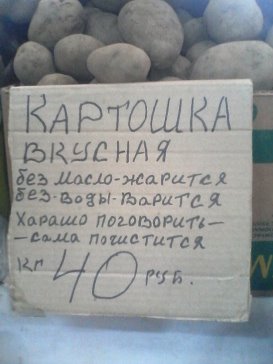 КАРТОШКА
ВКУСНАЯ
без масло-жарится
без-воды-варится
Харашо поговорить-
-сама почистится
кг 40 руб.